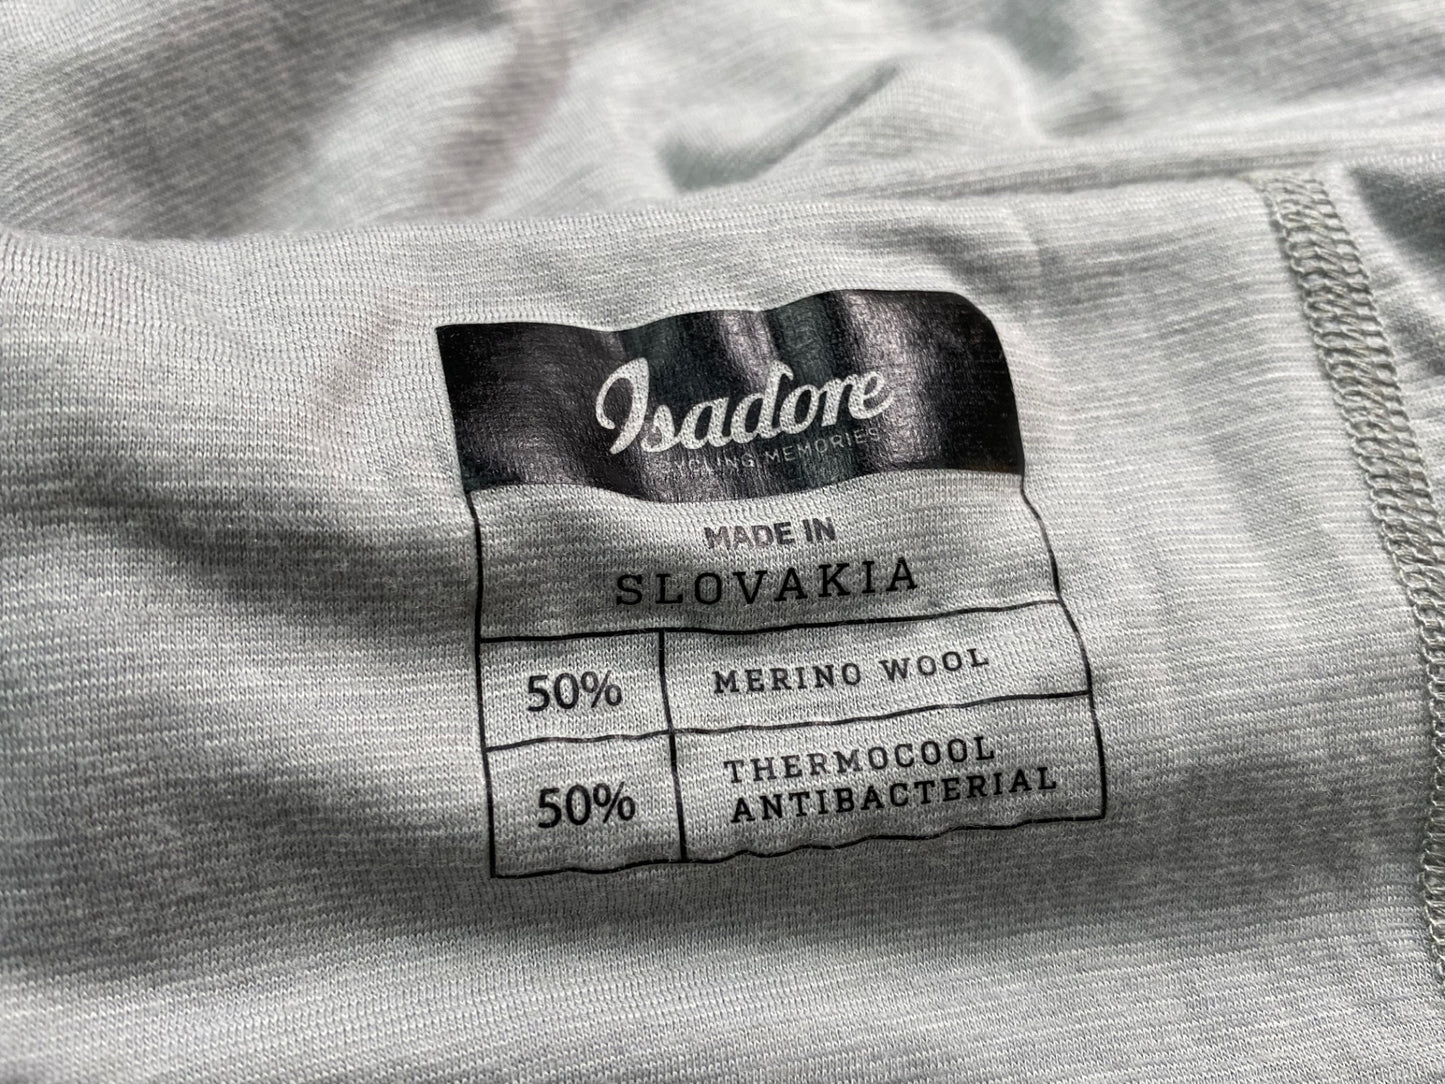 Isadore
CYCLING MEMORIES
MADE IN
SLOVAKIA
50% MERINO WOOL
50% THERMOCOOL
ANTIBACTERIAL